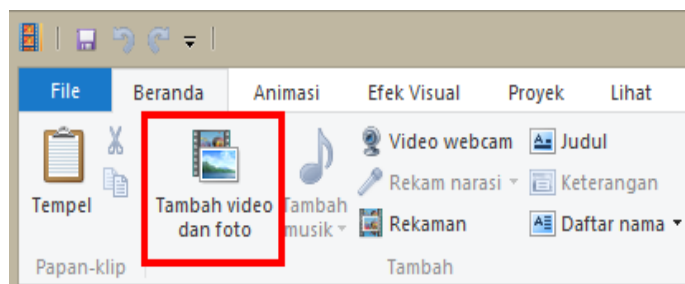 File Beranda Animasi Efek Visual Proyek Lihat
Tempel
Tambah video
dan foto
Tambah
musik
Video webcam
Rekam narasi
Rekaman
Judul
Keterangan
Daftar nama
Papan-klip
Tambah